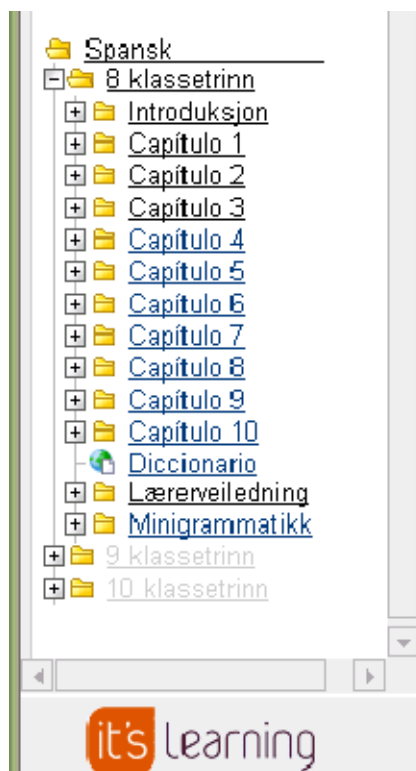 Spansk
8 klassetrinn
Introduksjon
Capítulo 1
Capítulo 2
Capítulo 3
Capítulo 4
Capítulo 5
Capítulo 6
Capítulo 7
Capítulo 8
Capítulo 9
Capítulo 10
Diccionario
Lærerveiledning
Minigrammatikk
9 klassetrinn
10 klassetrinn
it's learning